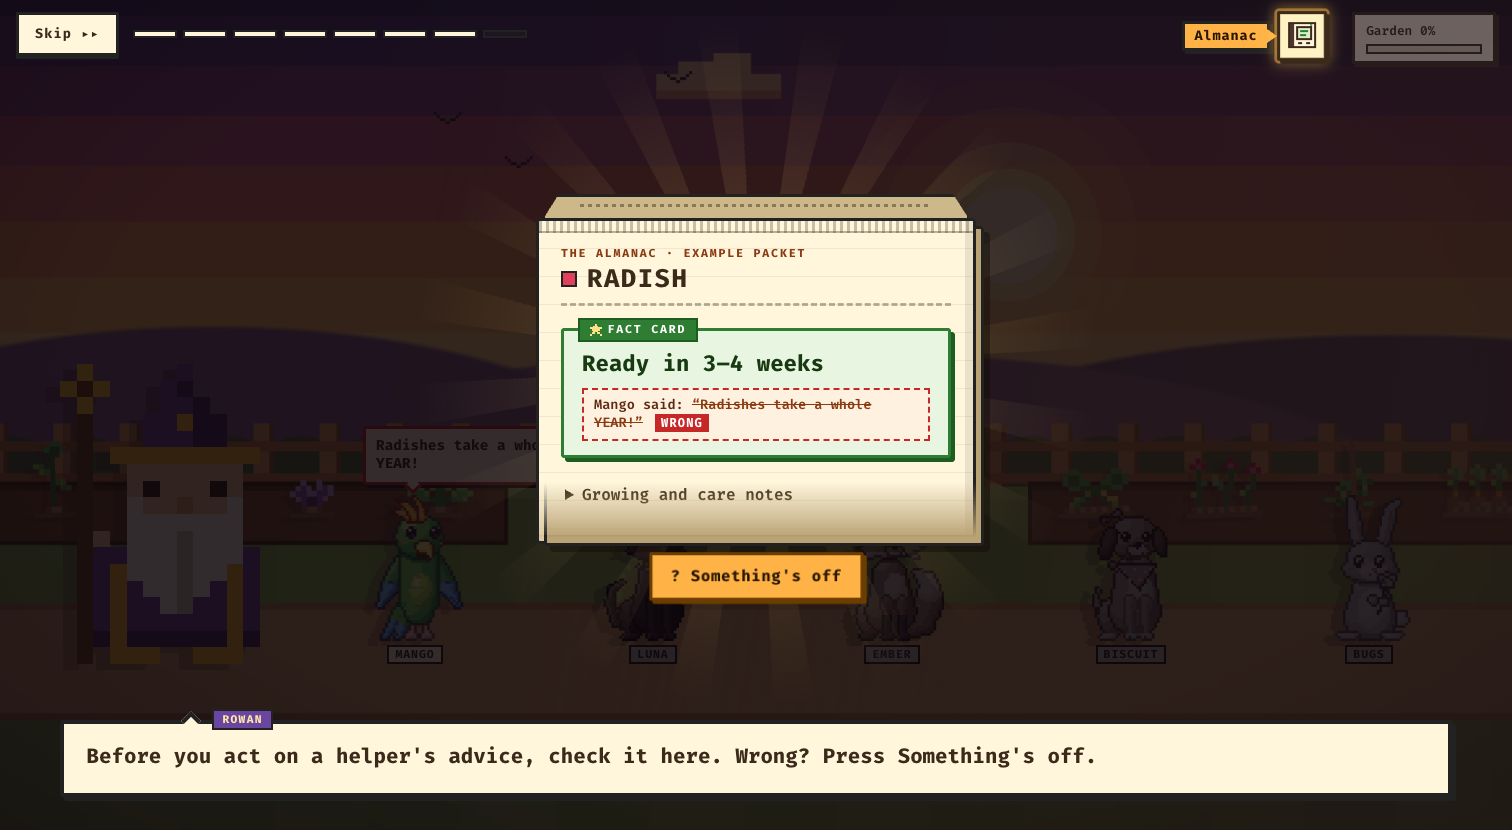 Skip ▸▸
Almanac
Garden 0%
THE ALMANAC · EXAMPLE PACKET
RADISH
FACT CARD
Ready in 3–4 weeks
Mango said: “Radishes take a whole
YEAR!” WRONG
▶ Growing and care notes
Radishes take a who
YEAR!
? Something's off
MANGO
LUNA
EMBER
BISCUIT
BUGS
ROWAN
Before you act on a helper's advice, check it here. Wrong? Press Something's off.